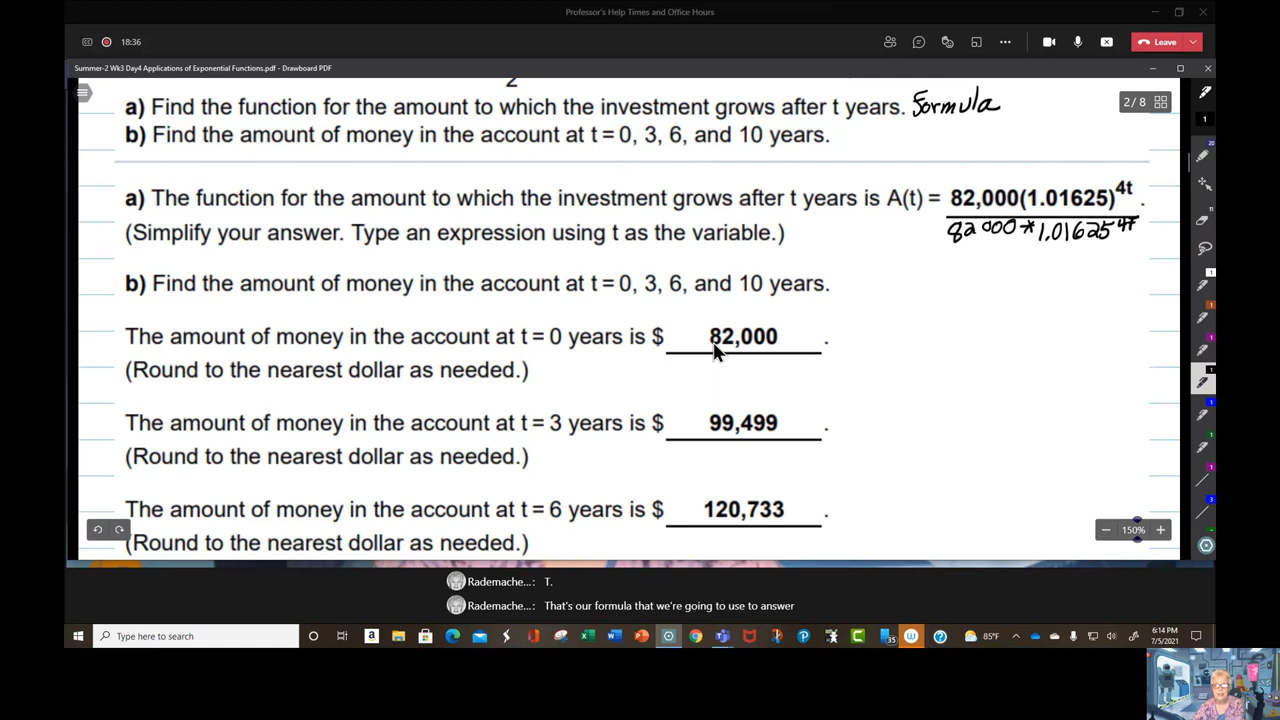 Professor's Help Times and Office Hours
18:36
Leave
Summer-2 Wk3 Day4 Applications of Exponential Functions.pdf - Drawboard PDF
2
a) Find the function for the amount to which the investment grows after t years. Formula
2/8
1
b) Find the amount of money in the account at t = 0, 3, 6, and 10 years.
a) The function for the amount to which the investment grows after t years is A(t) = 82,000(1.01625)^4t.
(Simplify your answer. Type an expression using t as the variable.) 82000*1.01625^4t
b) Find the amount of money in the account at t = 0, 3, 6, and 10 years.
The amount of money in the account at t = 0 years is $ 82,000.
(Round to the nearest dollar as needed.)
The amount of money in the account at t = 3 years is $ 99,499.
(Round to the nearest dollar as needed.)
The amount of money in the account at t = 6 years is $ 120,733.
(Round to the nearest dollar as needed.)
150%
Rademache...: T.
Rademache...: That's our formula that we're going to use to answer
Type here to search
85°F
6:14 PM
7/5/2021